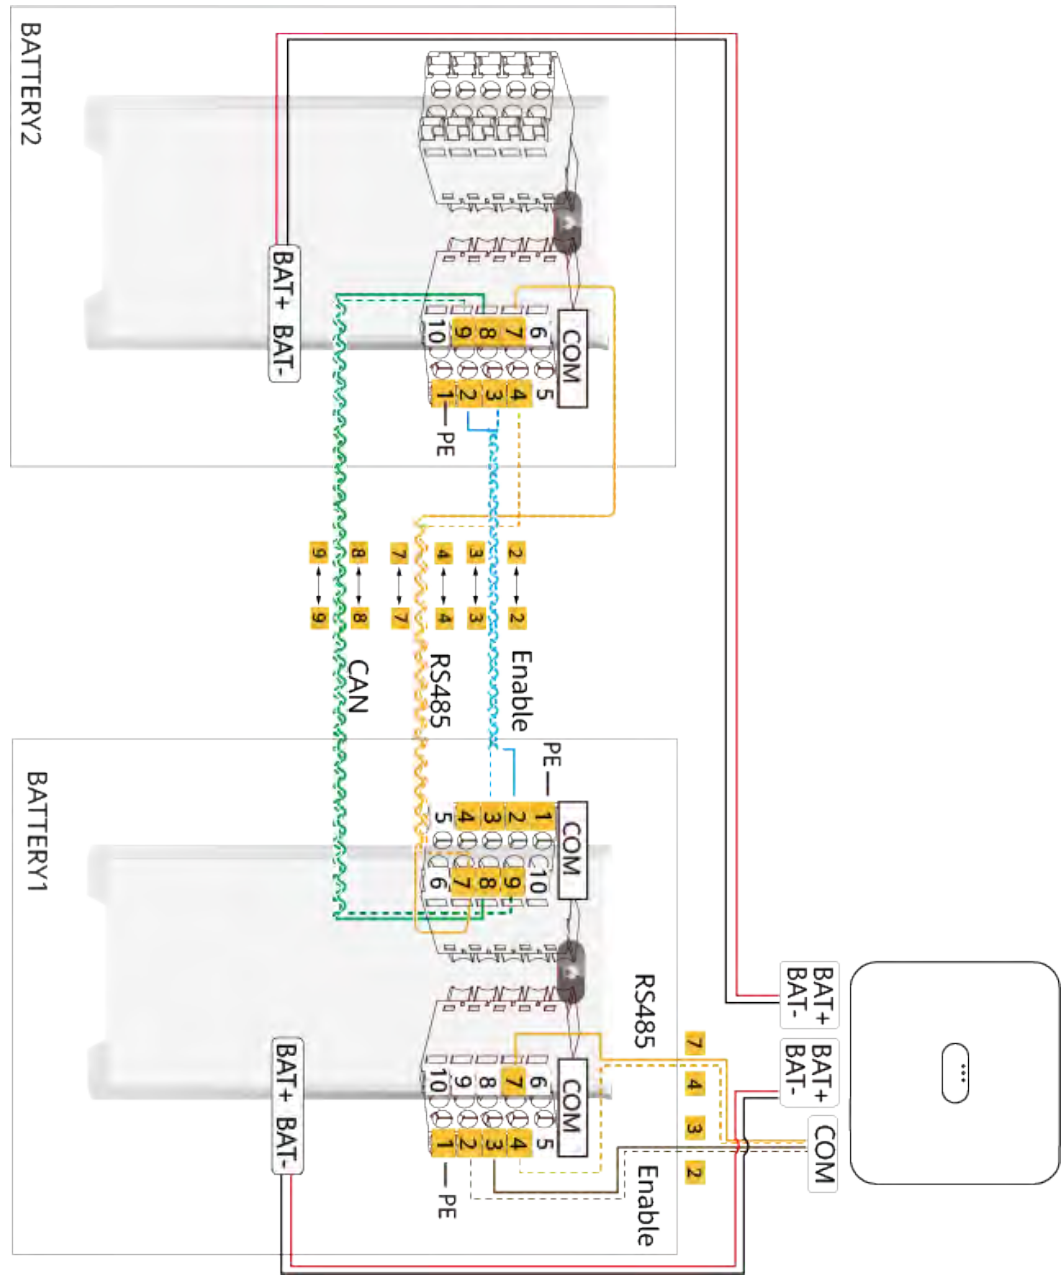 BAT+
BAT-
BAT+
BAT-
COM
7 4 3 2
RS485
Enable
BATTERY2
COM
6 5
7 4
8 3
9 2
10 1
PE
BAT+ BAT-
2 2
3 3
4 4
7 7
8 8
9 9
Enable
RS485
CAN
BATTERY1
PE
COM
1 10
2 9
3 8
4 7
5 6
COM
6 5
7 4
8 3
9 2
10 1
PE
BAT+ BAT-